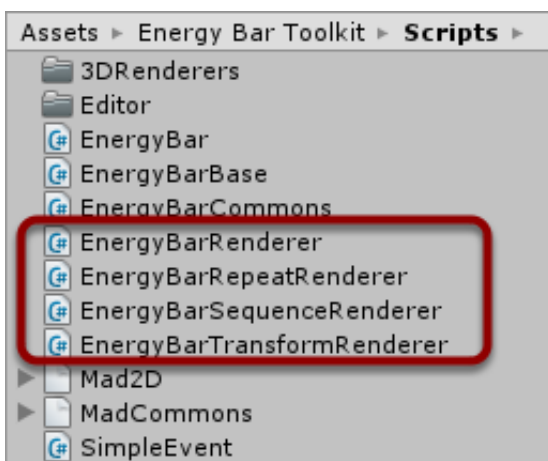 Assets ▸ Energy Bar Toolkit ▸ Scripts ▸
3DRenderers
Editor
EnergyBar
EnergyBarBase
EnergyBarCommons
EnergyBarRenderer
EnergyBarRepeatRenderer
EnergyBarSequenceRenderer
EnergyBarTransformRenderer
Mad2D
MadCommons
SimpleEvent